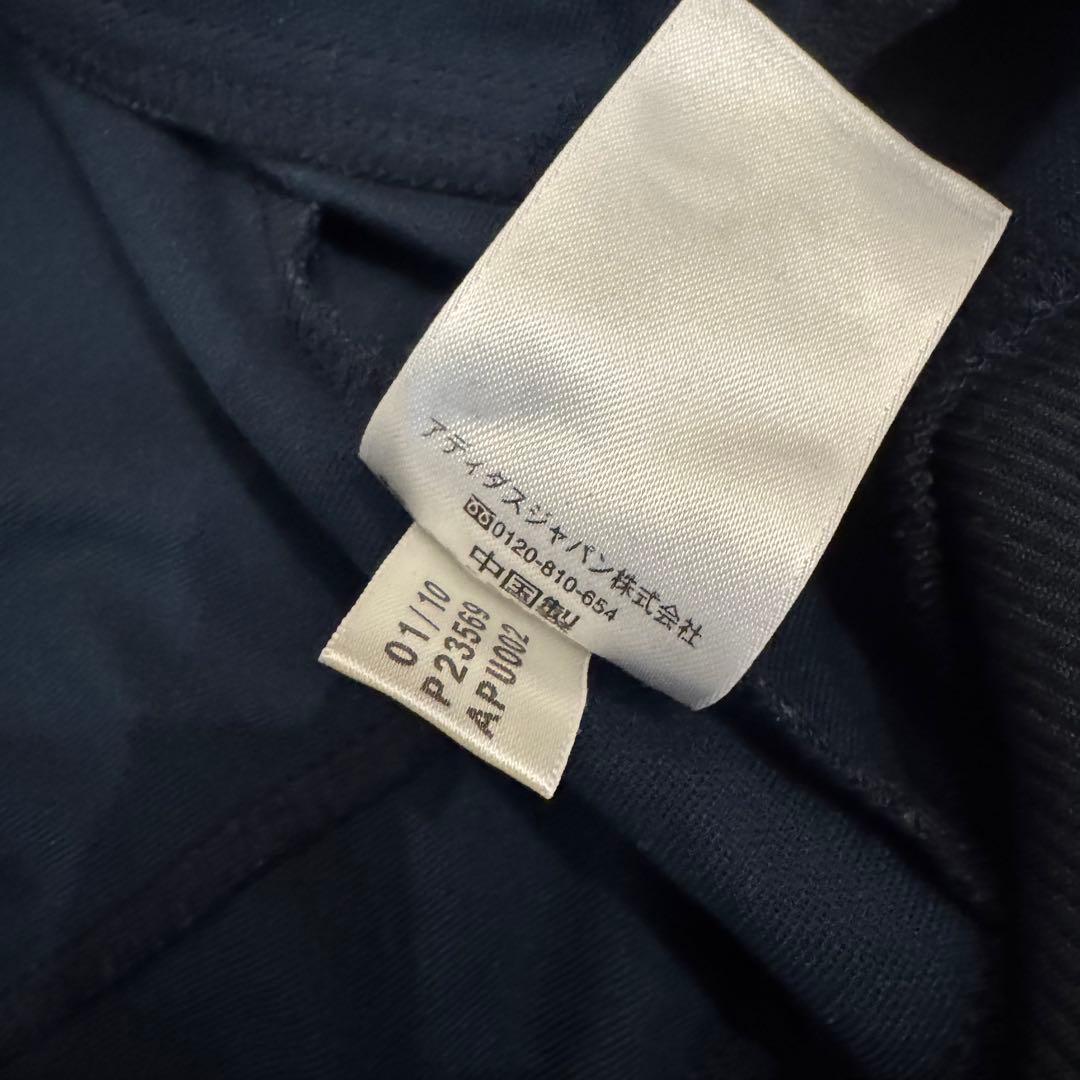 アディダスジャパン株式会社
0120-810-654
中国製
01/10
P23569
APU002